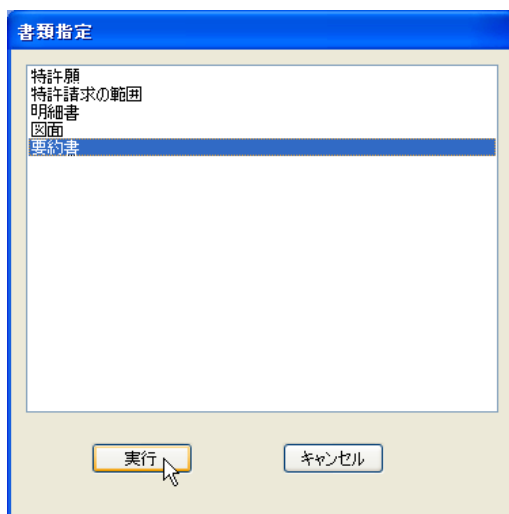 書類指定
特許願
特許請求の範囲
明細書
図面
要約書
実行
キャンセル